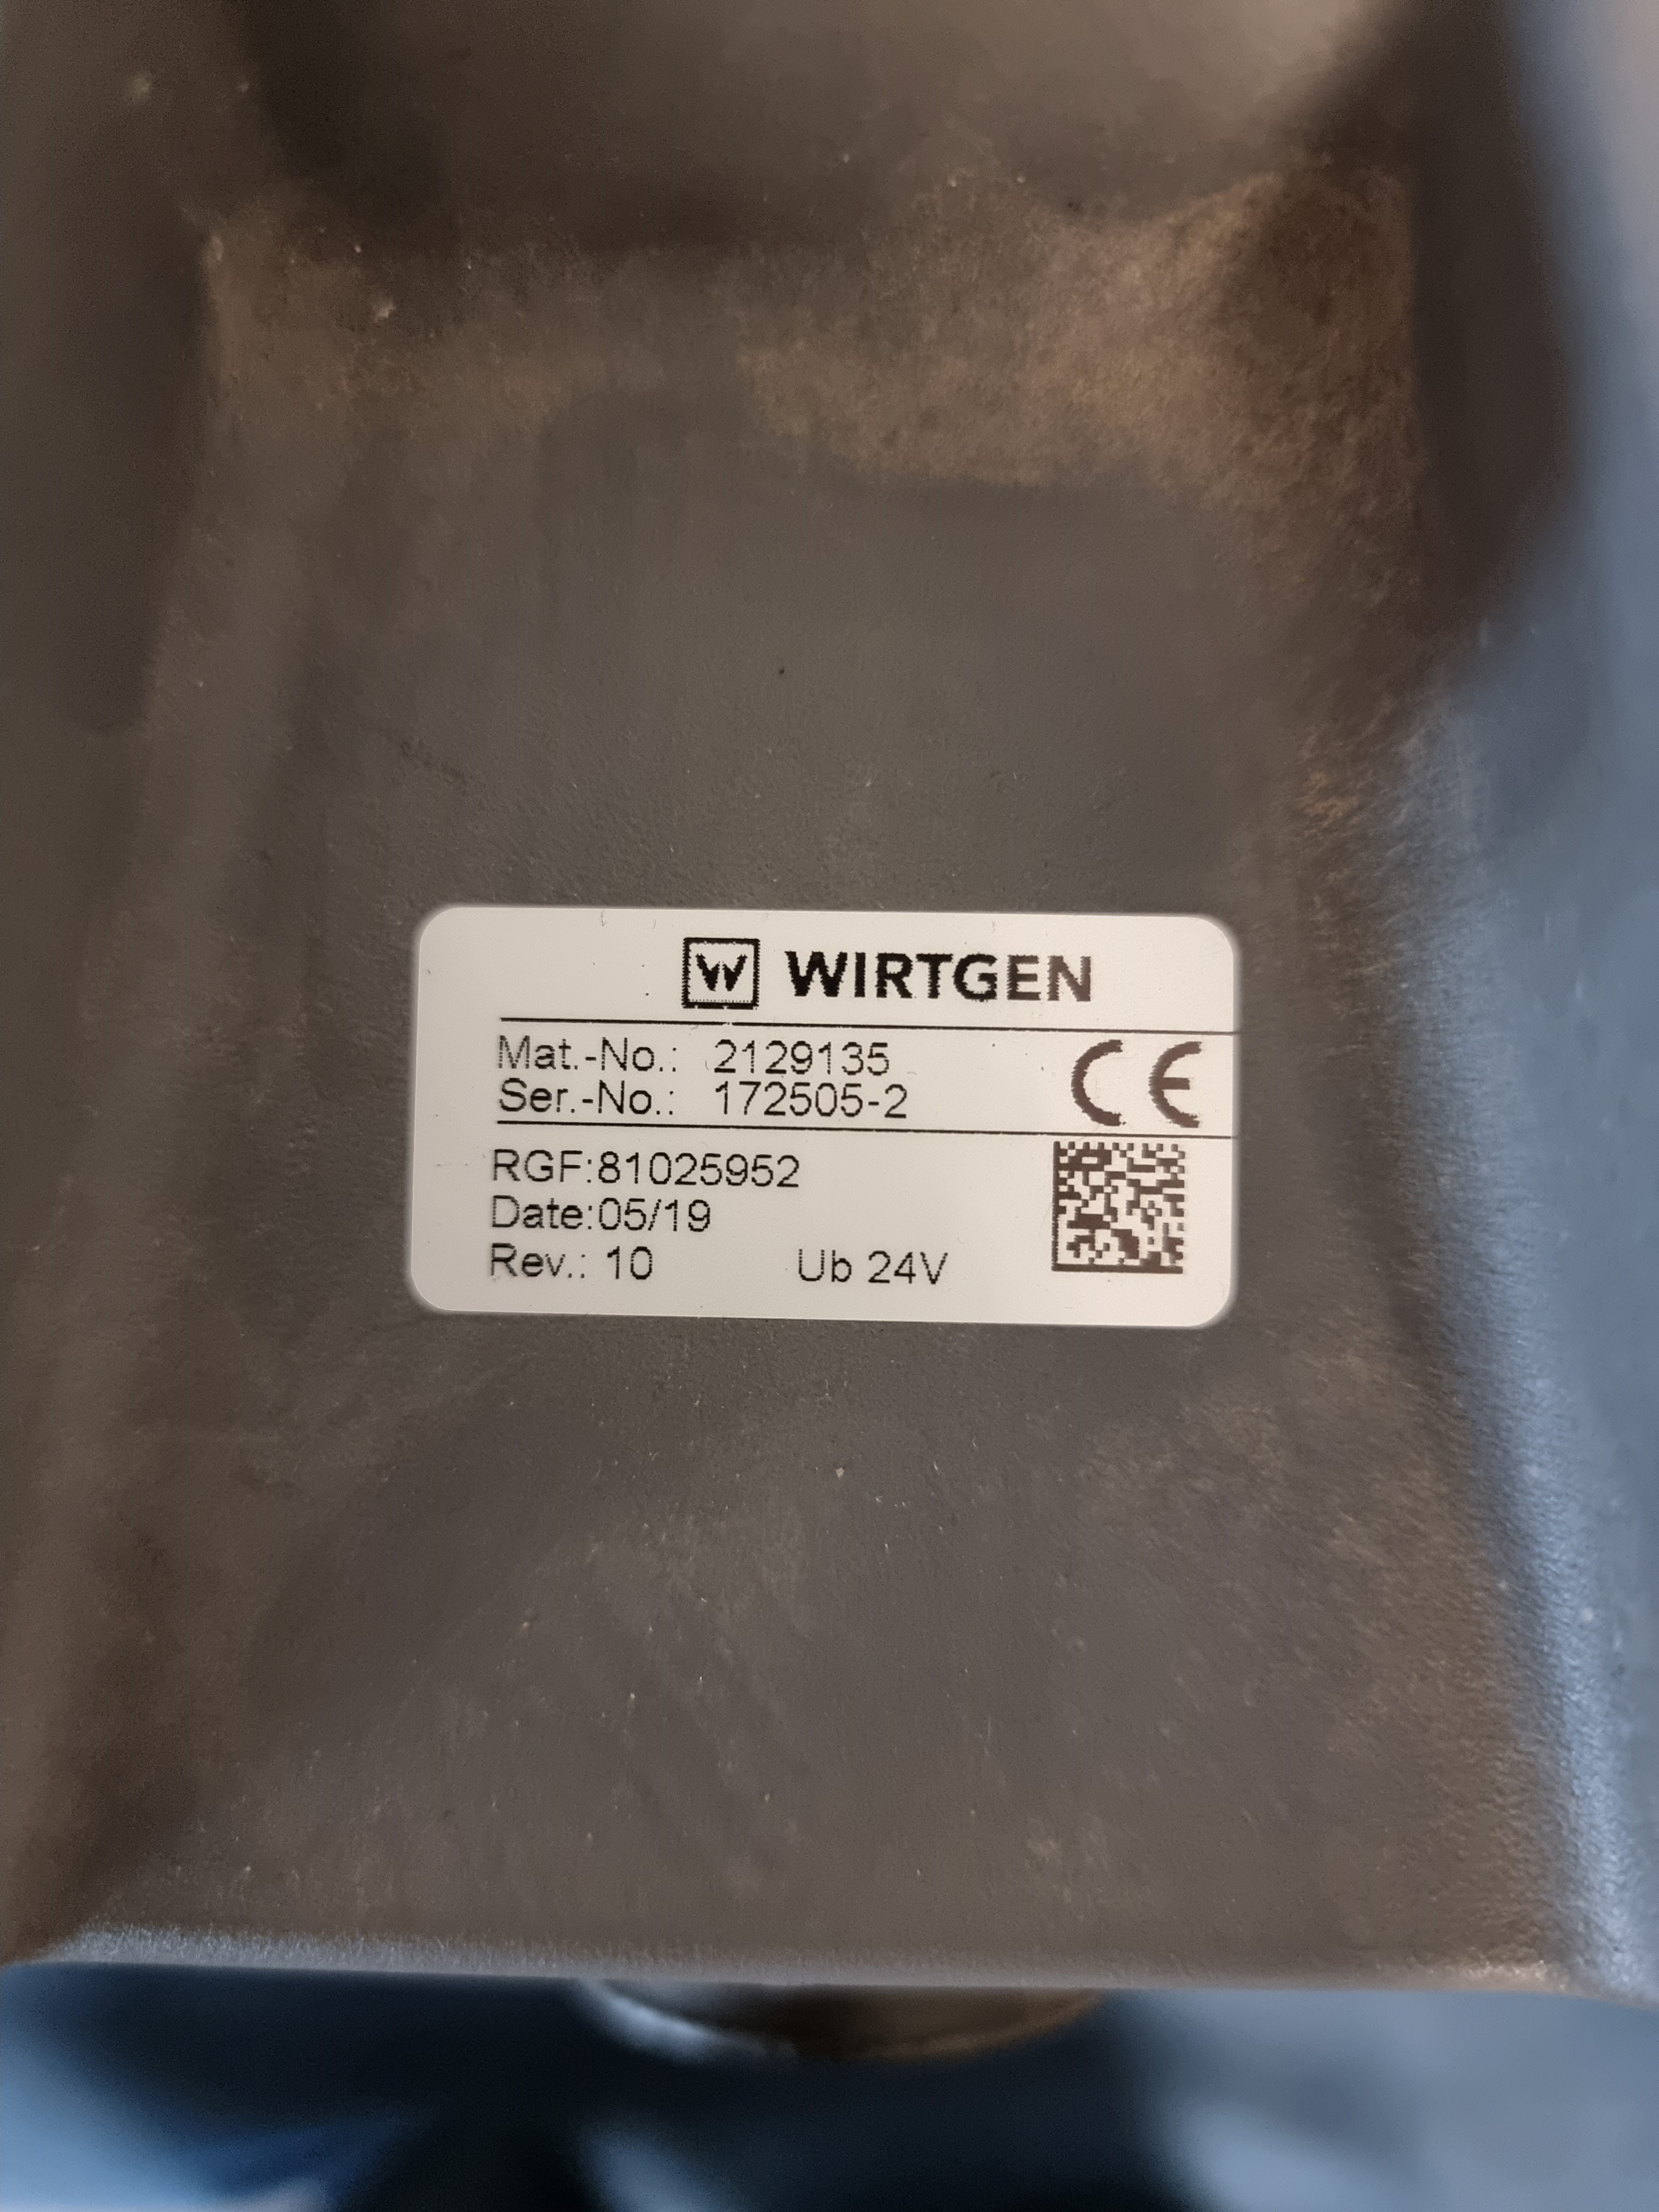 W WIRTGEN
Mat.-No.: 2129135
Ser.-No.: 172505-2
CE
RGF:81025952
Date:05/19
Rev.: 10 Ub 24V